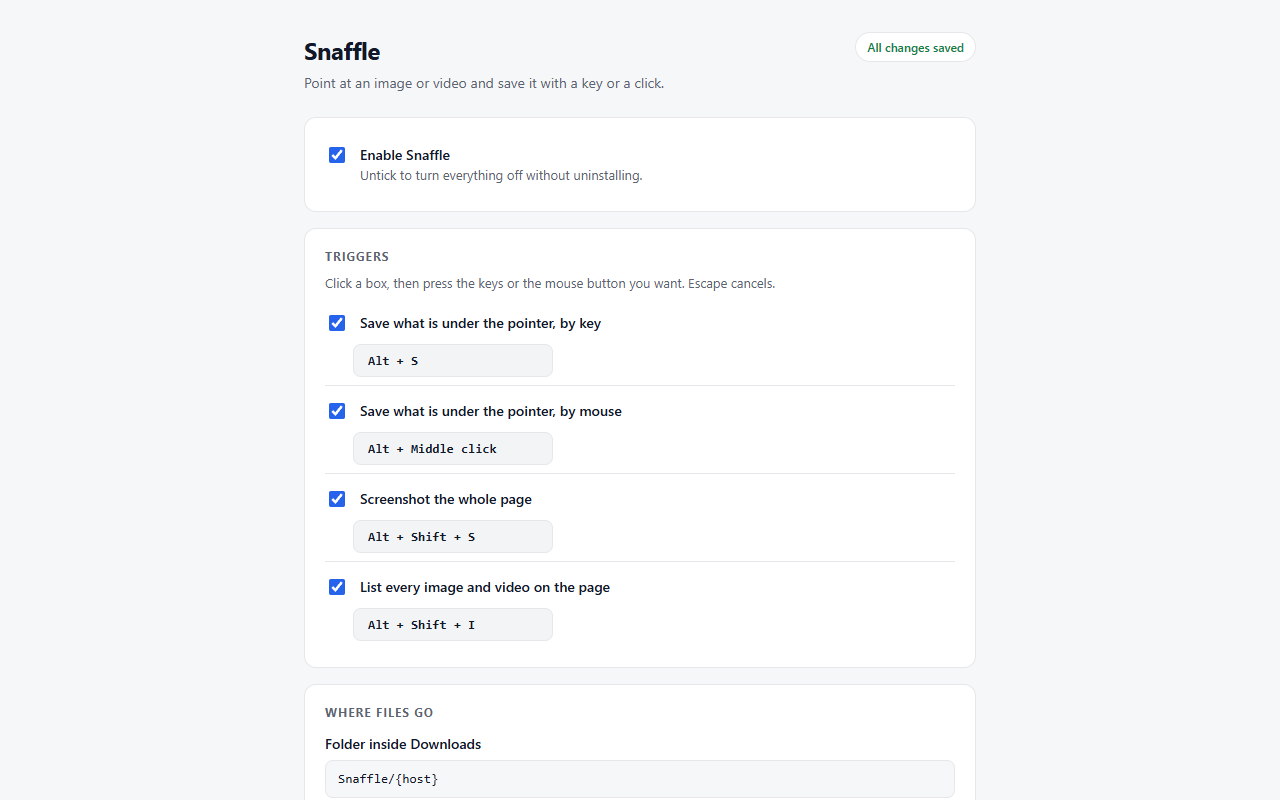 Snaffle
All changes saved
Point at an image or video and save it with a key or a click.
Enable Snaffle
Untick to turn everything off without uninstalling.
TRIGGERS
Click a box, then press the keys or the mouse button you want. Escape cancels.
Save what is under the pointer, by key
Alt + S
Save what is under the pointer, by mouse
Alt + Middle click
Screenshot the whole page
Alt + Shift + S
List every image and video on the page
Alt + Shift + I
WHERE FILES GO
Folder inside Downloads
Snaffle/{host}